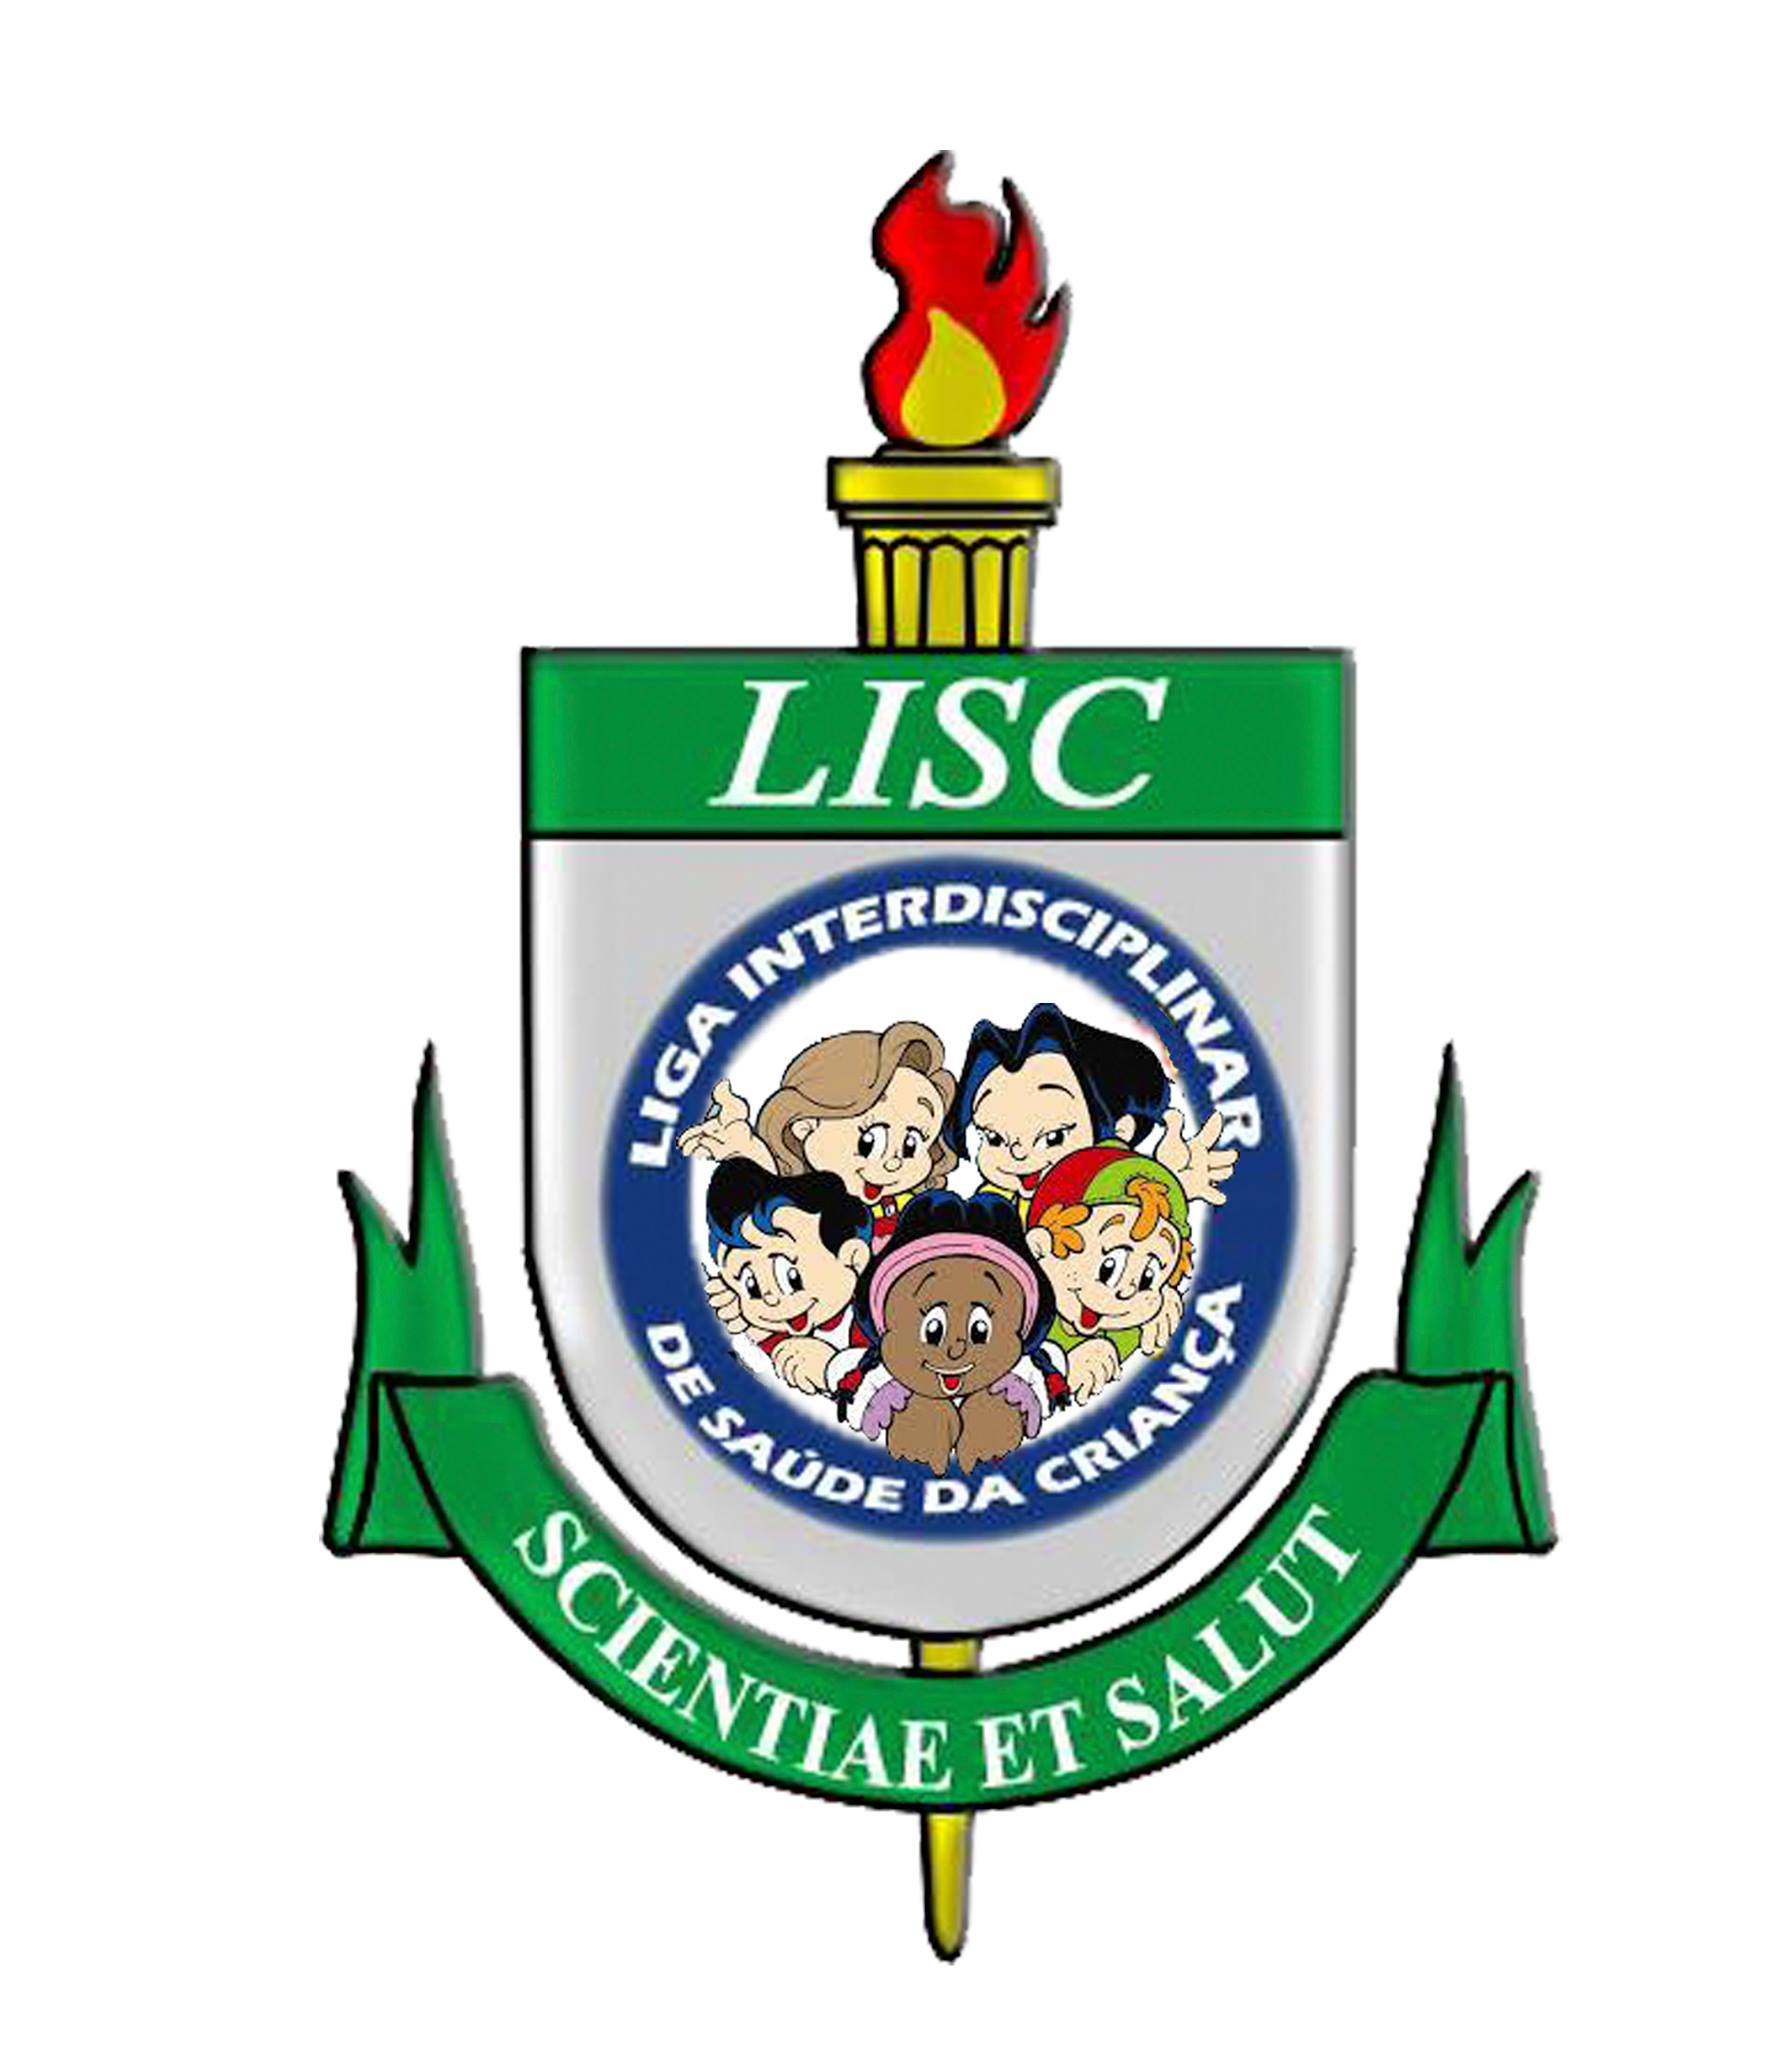 LISC
LIGA INTERDISCIPLINAR
DE SAÚDE DA CRIANÇA
SCIENTIAE ET SALUT